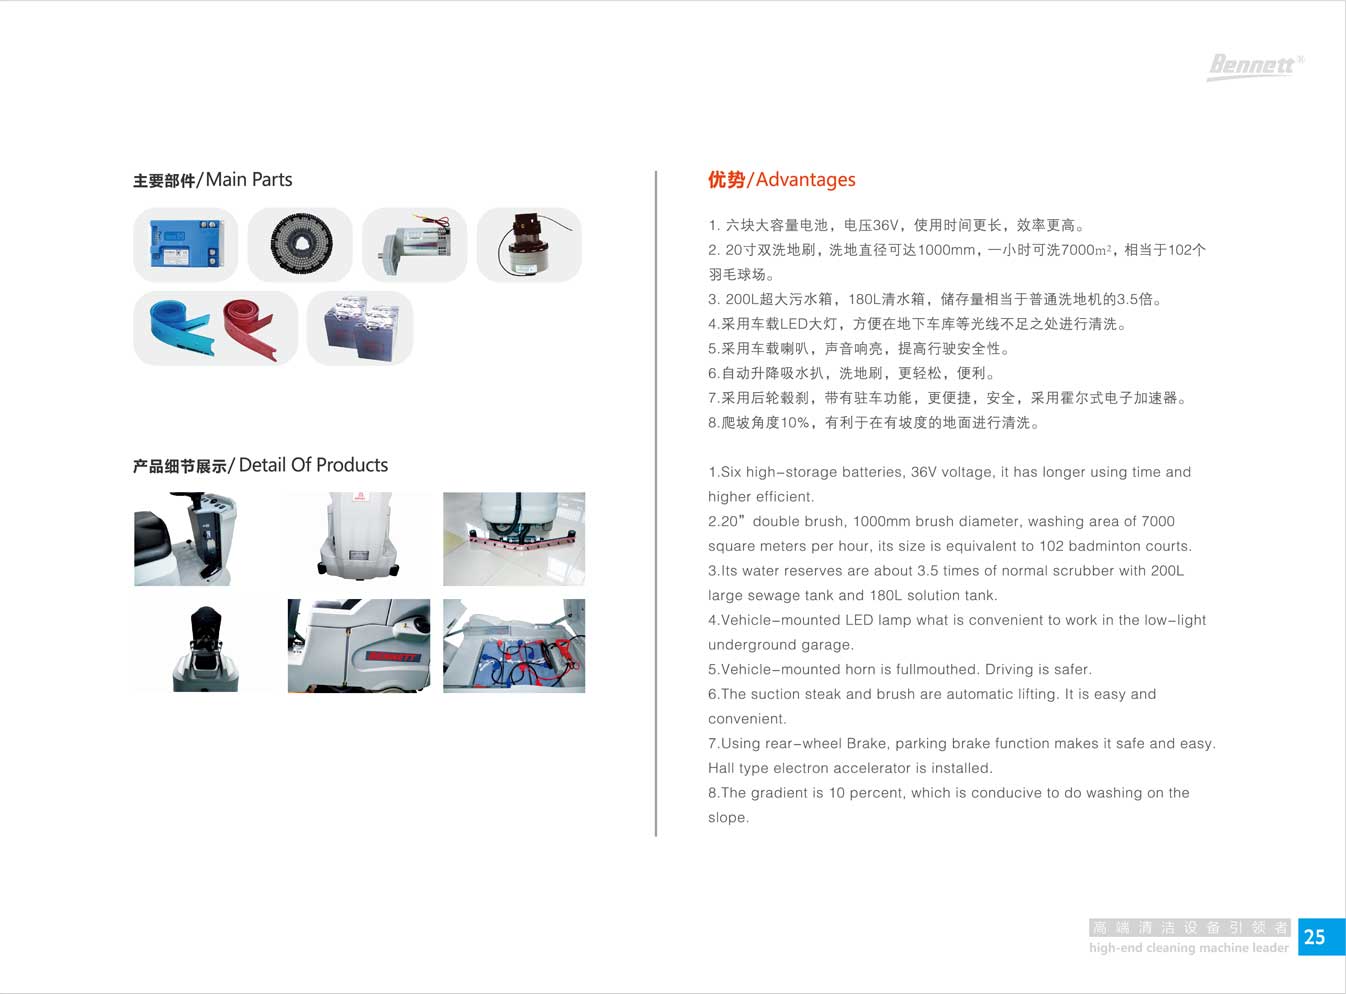 Bennett®
主要部件/Main Parts
产品细节展示/ Detail Of Products
BENNETT
优势/Advantages
1. 六块大容量电池，电压36V，使用时间更长，效率更高。
2. 20寸双洗地刷，洗地直径可达1000mm，一小时可洗7000m²，相当于102个
羽毛球场。
3. 200L超大污水箱，180L清水箱，储存量相当于普通洗地机的3.5倍。
4.采用车载LED大灯，方便在地下车库等光线不足之处进行清洗。
5.采用车载喇叭，声音响亮，提高行驶安全性。
6.自动升降吸水扒，洗地刷，更轻松，便利。
7.采用后轮毂刹，带有驻车功能，更便捷，安全，采用霍尔式电子加速器。
8.爬坡角度10%，有利于在有坡度的地面进行清洗。
1.Six high-storage batteries, 36V voltage, it has longer using time and
higher efficient.
2.20” double brush, 1000mm brush diameter, washing area of 7000
square meters per hour, its size is equivalent to 102 badminton courts.
3.Its water reserves are about 3.5 times of normal scrubber with 200L
large sewage tank and 180L solution tank.
4.Vehicle-mounted LED lamp what is convenient to work in the low-light
underground garage.
5.Vehicle-mounted horn is fullmouthed. Driving is safer.
6.The suction steak and brush are automatic lifting. It is easy and
convenient.
7.Using rear-wheel Brake, parking brake function makes it safe and easy.
Hall type electron accelerator is installed.
8.The gradient is 10 percent, which is conducive to do washing on the
slope.
高端清洁设备引领者
high-end cleaning machine leader
25